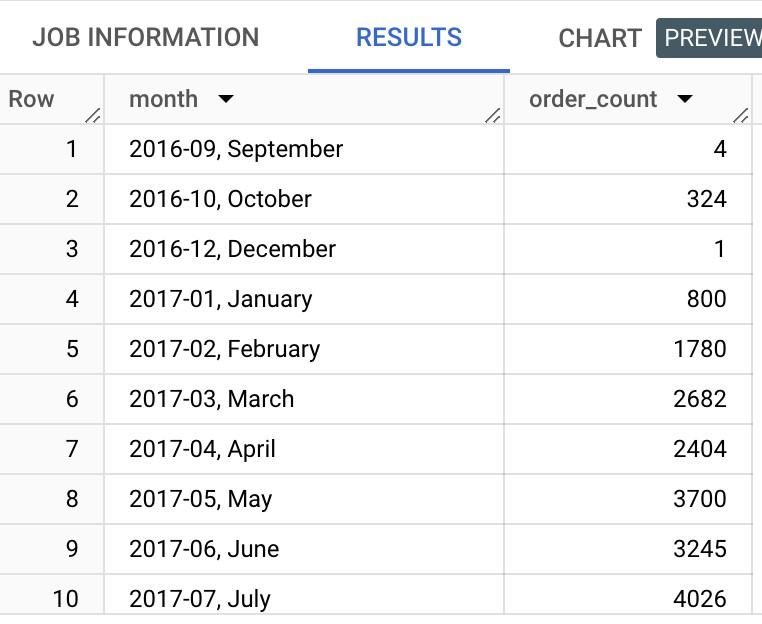 JOB INFORMATION RESULTS CHART PREVIEW
Row month order_count
1 2016-09, September 4
2 2016-10, October 324
3 2016-12, December 1
4 2017-01, January 800
5 2017-02, February 1780
6 2017-03, March 2682
7 2017-04, April 2404
8 2017-05, May 3700
9 2017-06, June 3245
10 2017-07, July 4026